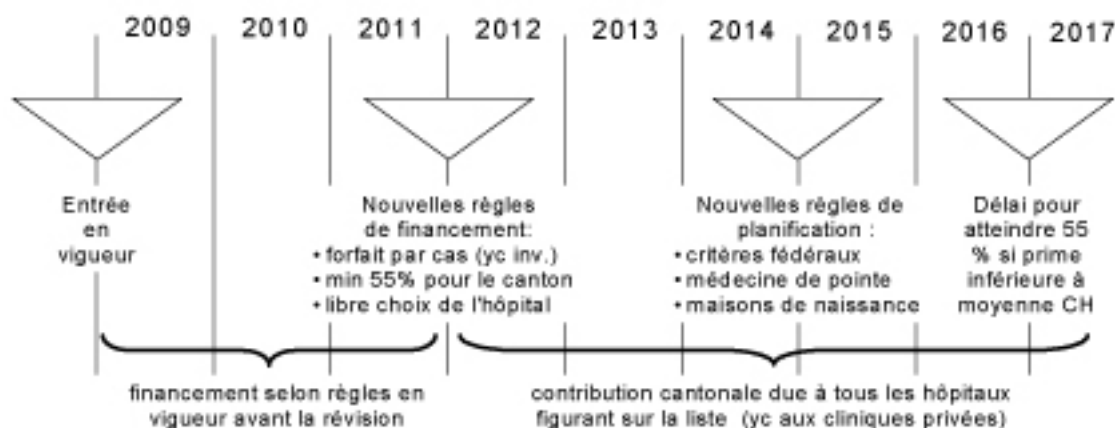 2009 2010 2011 2012 2013 2014 2015 2016 2017
Entrée
en
vigueur
Nouvelles règles
de financement:
• forfait par cas (yc inv.)
• min 55% pour le canton
• libre choix de l'hôpital
Nouvelles règles de
planification :
• critères fédéraux
• médecine de pointe
• maisons de naissance
Délai pour
atteindre 55
% si prime
inférieure à
moyenne CH
financement selon règles en
vigueur avant la révision
contribution cantonale due à tous les hôpitaux
figurant sur la liste (yc aux cliniques privées)